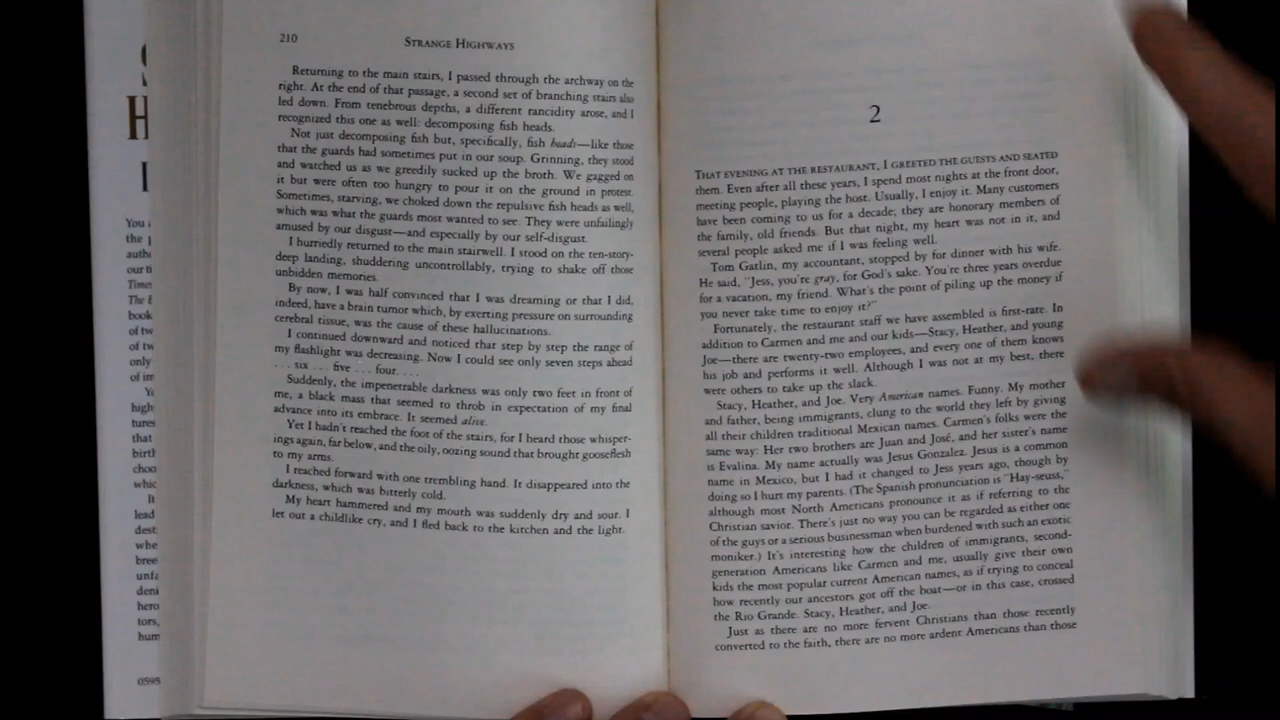 S
H
You a
the p
autho
our ti
Times
The B
book
of tw
of tw
only
of im
Yo
high
tures
that
birth
choo
whic
It
lead
dest
whe
bree
unfa
deni
hero
tors,
hum
0595
210
STRANGE HIGHWAYS
Returning to the main stairs, I passed through the archway on the
right. At the end of that passage, a second set of branching stairs also
led down. From tenebrous depths, a different rancidity arose, and I
recognized this one as well: decomposing fish heads.
Not just decomposing fish but, specifically, fish heads—like those
that the guards had sometimes put in our soup. Grinning, they stood
and watched us as we greedily sucked up the broth. We gagged on
it but were often too hungry to pour it on the ground in protest.
Sometimes, starving, we choked down the repulsive fish heads as well,
which was what the guards most wanted to see. They were unfailingly
amused by our disgust—and especially by our self-disgust.
I hurriedly returned to the main stairwell. I stood on the ten-story-
deep landing, shuddering uncontrollably, trying to shake off those
unbidden memories.
By now, I was half convinced that I was dreaming or that I did,
indeed, have a brain tumor which, by exerting pressure on surrounding
cerebral tissue, was the cause of these hallucinations.
I continued downward and noticed that step by step the range of
my flashlight was decreasing. Now I could see only seven steps ahead
. . . six . . . five . . . four. . . .
Suddenly, the impenetrable darkness was only two feet in front of
me, a black mass that seemed to throb in expectation of my final
advance into its embrace. It seemed alive.
Yet I hadn't reached the foot of the stairs, for I heard those whisper-
ings again, far below, and the oily, oozing sound that brought gooseflesh
to my arms.
I reached forward with one trembling hand. It disappeared into the
darkness, which was bitterly cold.
My heart hammered and my mouth was suddenly dry and sour. I
let out a childlike cry, and I fled back to the kitchen and the light.
2
THAT EVENING AT THE RESTAURANT, I GREETED THE GUESTS AND SEATED
them. Even after all these years, I spend most nights at the front door,
meeting people, playing the host. Usually, I enjoy it. Many customers
have been coming to us for a decade; they are honorary members of
the family, old friends. But that night, my heart was not in it, and
several people asked me if I was feeling well.
Tom Gatlin, my accountant, stopped by for dinner with his wife.
He said, "Jess, you're gray, for God's sake. You're three years overdue
for a vacation, my friend. What's the point of piling up the money if
you never take time to enjoy it?"
Fortunately, the restaurant staff we have assembled is first-rate. In
addition to Carmen and me and our kids—Stacy, Heather, and young
Joe—there are twenty-two employees, and every one of them knows
his job and performs it well. Although I was not at my best, there
were others to take up the slack.
Stacy, Heather, and Joe. Very American names. Funny. My mother
and father, being immigrants, clung to the world they left by giving
all their children traditional Mexican names. Carmen's folks were the
same way: Her two brothers are Juan and José, and her sister's name
is Evalina. My name actually was Jesus Gonzalez. Jesus is a common
name in Mexico, but I had it changed to Jess years ago, though by
doing so I hurt my parents. (The Spanish pronunciation is "Hay-seuss,"
although most North Americans pronounce it as if referring to the
Christian savior. There's just no way you can be regarded as either one
of the guys or a serious businessman when burdened with such an exotic
moniker.) It's interesting how the children of immigrants, second-
generation Americans like Carmen and me, usually give their own
kids the most popular current American names, as if trying to conceal
how recently our ancestors got off the boat—or in this case, crossed
the Rio Grande. Stacy, Heather, and Joe.
Just as there are no more fervent Christians than those recently
converted to the faith, there are no more ardent Americans than those